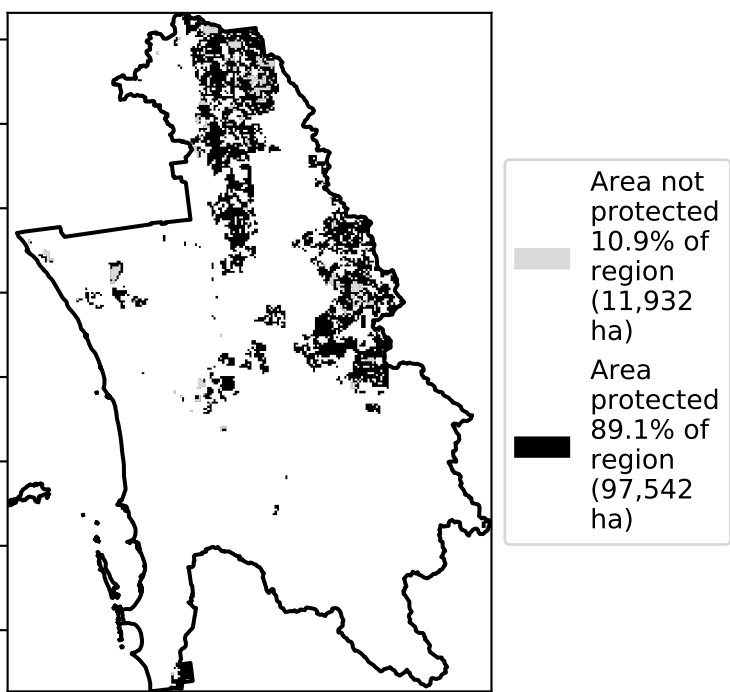 Area not
protected
10.9% of
region
(11,932
ha)
Area
protected
89.1% of
region
(97,542
ha)